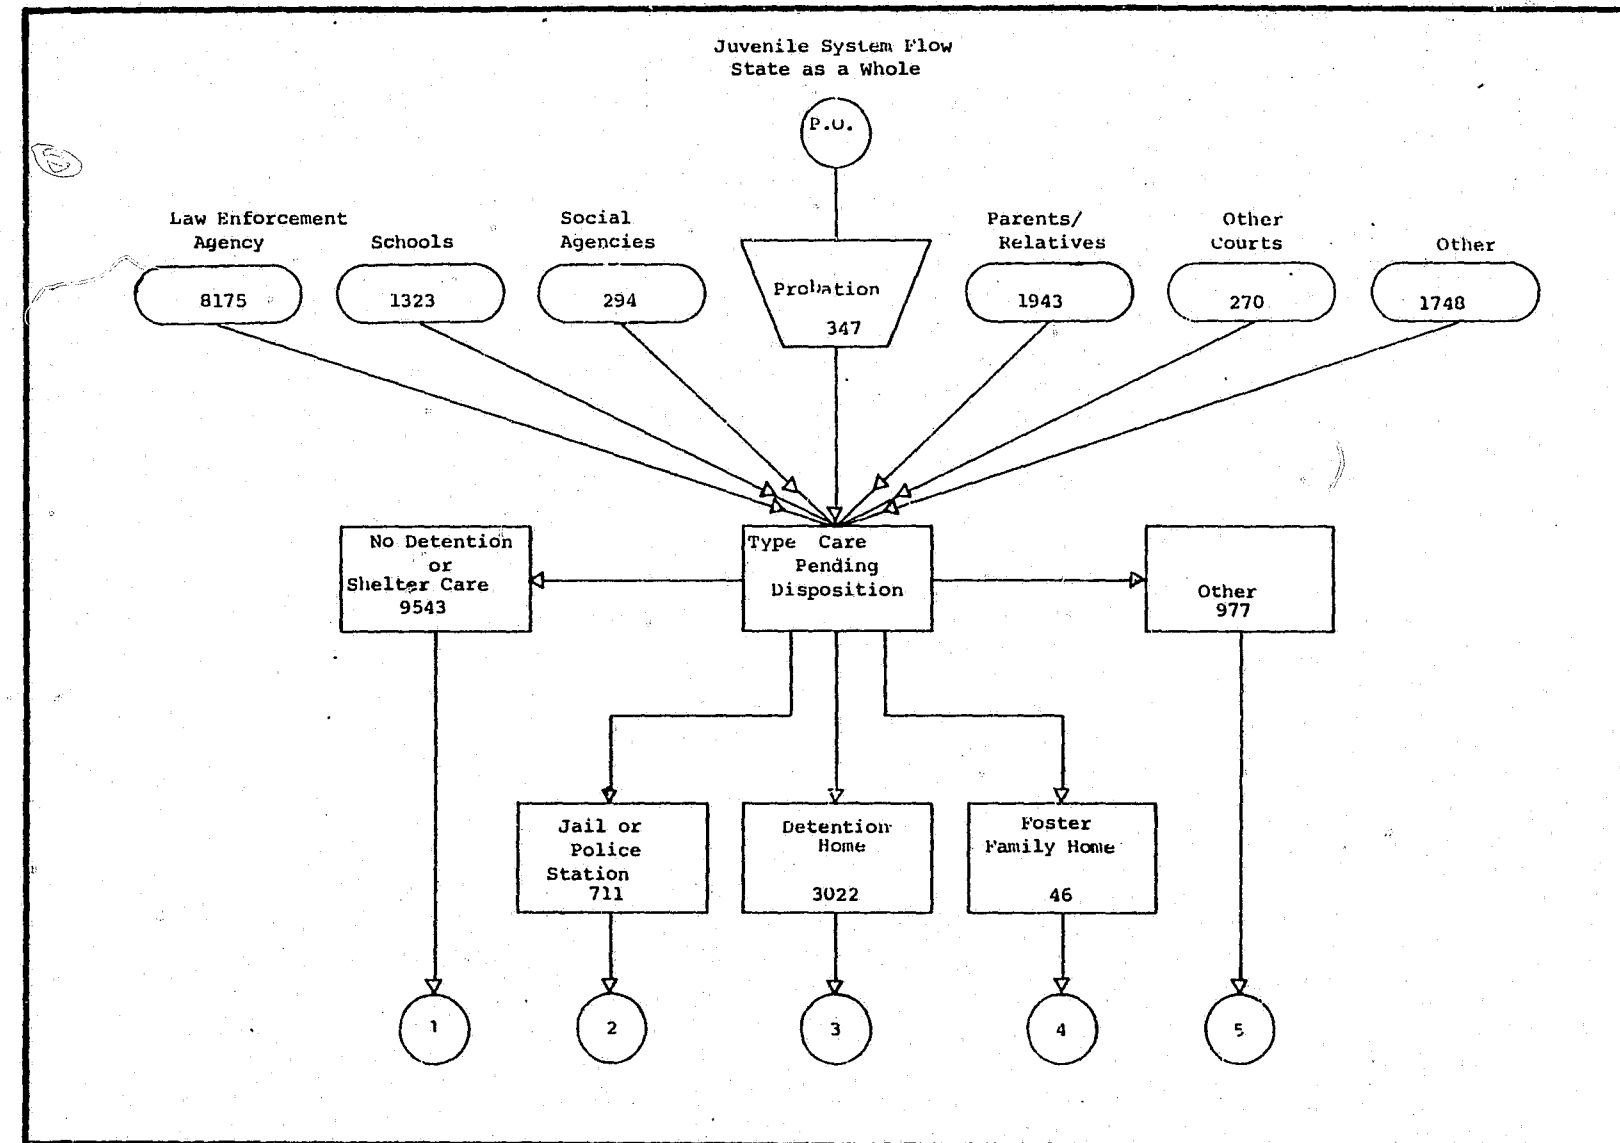 Juvenile System Flow
State as a Whole
P.O.
Law Enforcement
Agency
8175
Schools
1323
Social
Agencies
294
Probation
347
Parents/
Relatives
1943
Other
Courts
270
Other
1748
No Detention
or
Shelter Care
9543
Type Care
Pending
Disposition
Other
977
Jail or
Police
Station
711
Detention
Home
3022
Foster
Family Home
46
1
2
3
4
5